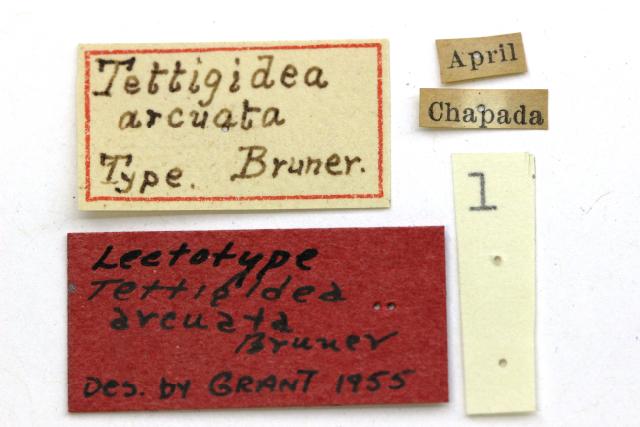 Tettigidea
arcuata
Type. Bruner.
April
Chapada
1
Lectotype
Tettigidea
arcuata
Bruner
Des. by GRANT 1955